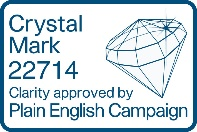 Crystal
Mark
22714
Clarity approved by
Plain English Campaign